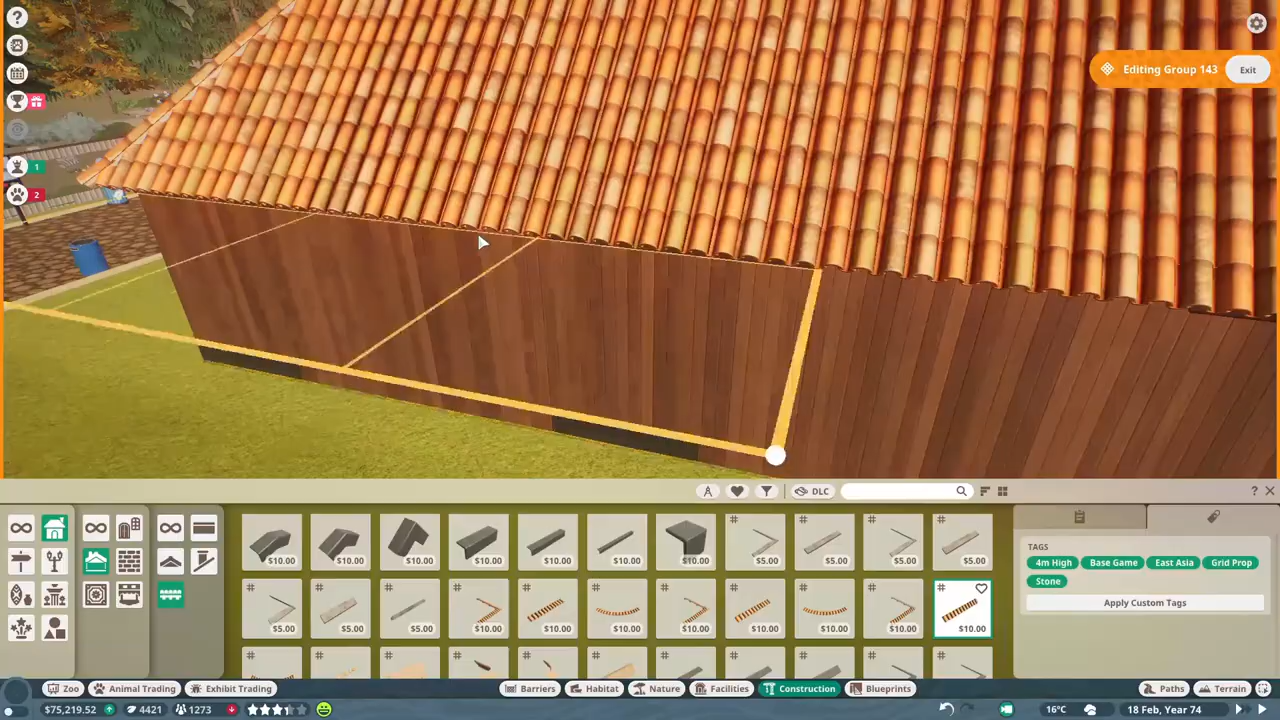 ?
Editing Group 143
Exit
1
2
DLC
?
$10.00 $10.00 $10.00 $10.00 $10.00 $10.00 $10.00 $5.00 $5.00 $5.00 $5.00
$5.00 $5.00 $5.00 $10.00 $10.00 $10.00 $10.00 $10.00 $10.00 $10.00 $10.00
TAGS
4m High Base Game East Asia Grid Prop
Stone
Apply Custom Tags
Zoo Animal Trading Exhibit Trading Barriers Habitat Nature Facilities Construction Blueprints Paths Terrain
$75,219.52 4421 1273 16°C 18 Feb, Year 74